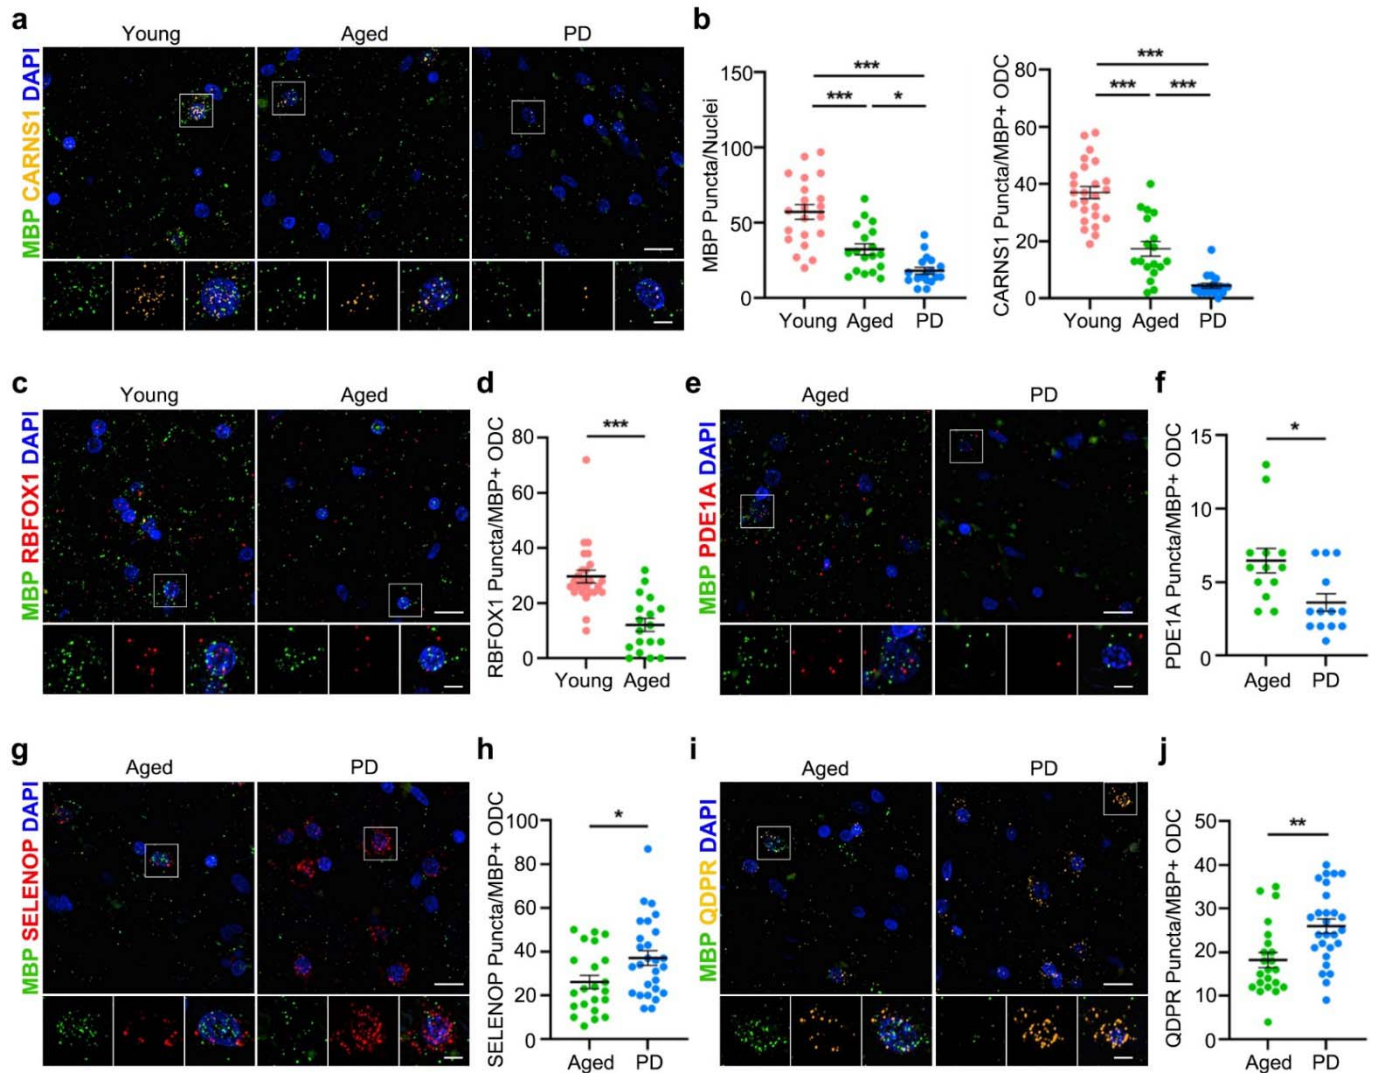 a
Young
Aged
PD
MBP CARNS1 DAPI
b
MBP Puncta/Nuclei
150
100
50
0
***
***
*
Young
Aged
PD
CARNS1 Puncta/MBP+ ODC
80
60
40
20
0
***
***
***
Young
Aged
PD
c
Young
Aged
MBP RBFOX1 DAPI
d
RBFOX1 Puncta/MBP+ ODC
80
60
40
20
0
***
Young
Aged
e
Aged
PD
MBP PDE1A DAPI
f
PDE1A Puncta/MBP+ ODC
15
10
5
0
*
Aged
PD
g
Aged
PD
MBP SELENOP DAPI
h
SELENOP Puncta/MBP+ ODC
100
80
60
40
20
0
*
Aged
PD
i
Aged
PD
MBP QDPR DAPI
j
QDPR Puncta/MBP+ ODC
50
40
30
20
10
0
**
Aged
PD